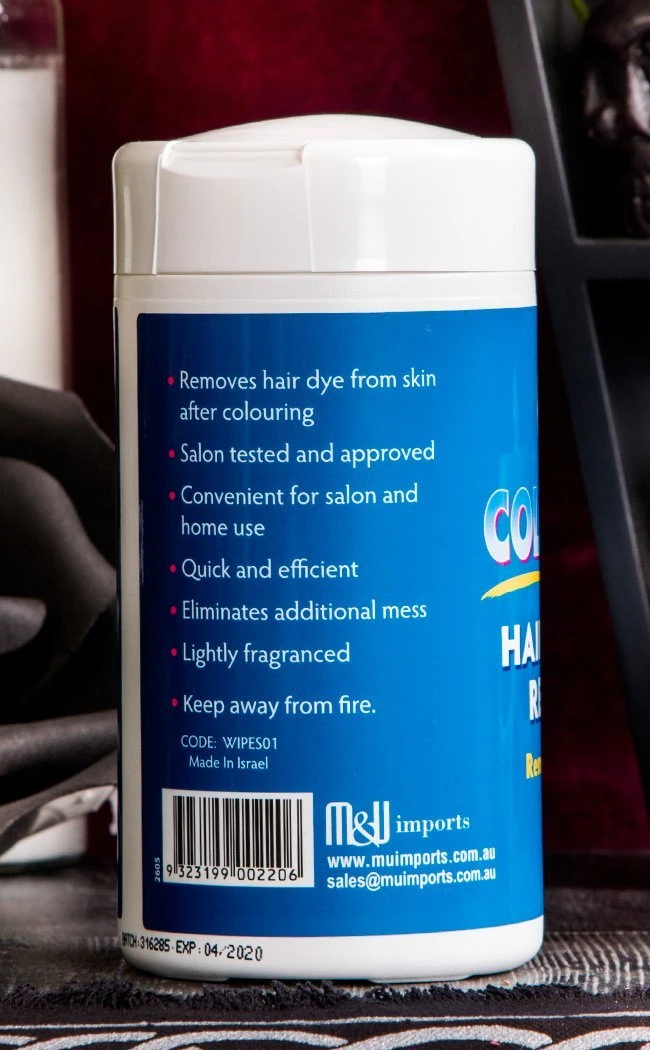 • Removes hair dye from skin
after colouring
• Salon tested and approved
• Convenient for salon and
home use
• Quick and efficient
• Eliminates additional mess
• Lightly fragranced
• Keep away from fire.
CODE: WIPES01
Made In Israel
2605
9 323199 002206
M&U imports
www.muimports.com.au
sales@muimports.com.au
BATCH:316285 EXP: 04/2020